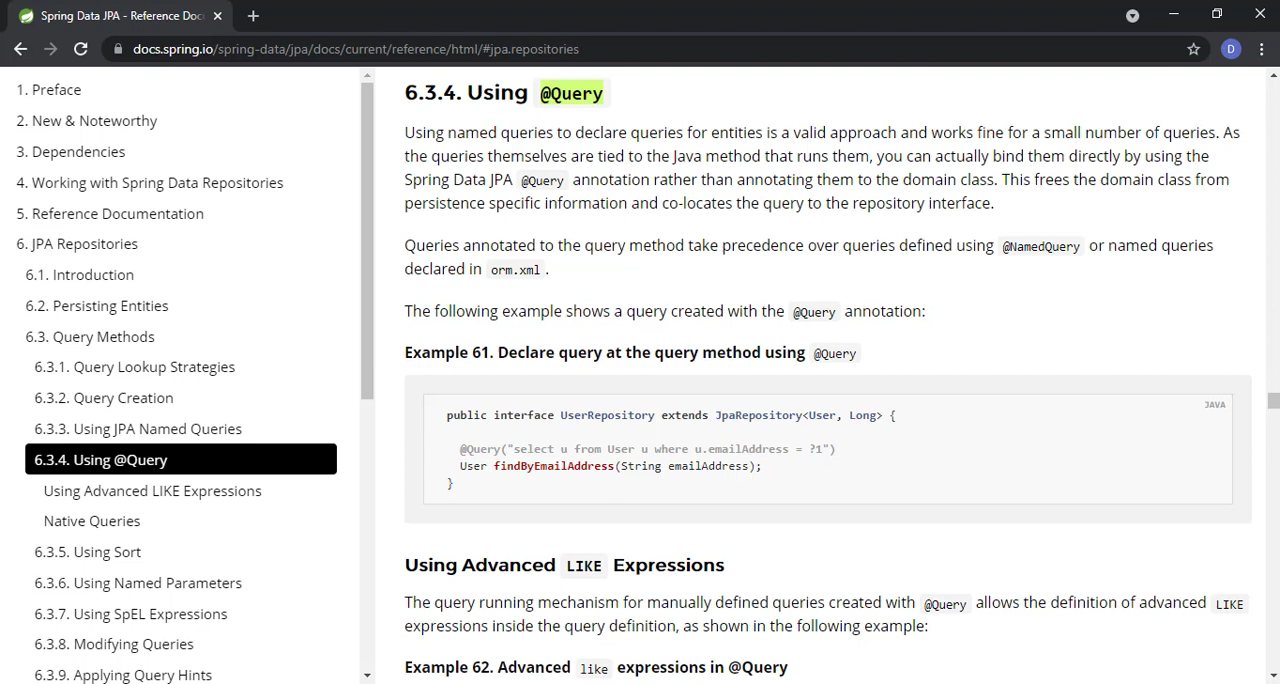 Spring Data JPA - Reference Doc
docs.spring.io/spring-data/jpa/docs/current/reference/html/#jpa.repositories
D
1. Preface
2. New & Noteworthy
3. Dependencies
4. Working with Spring Data Repositories
5. Reference Documentation
6. JPA Repositories
6.1. Introduction
6.2. Persisting Entities
6.3. Query Methods
6.3.1. Query Lookup Strategies
6.3.2. Query Creation
6.3.3. Using JPA Named Queries
6.3.4. Using @Query
Using Advanced LIKE Expressions
Native Queries
6.3.5. Using Sort
6.3.6. Using Named Parameters
6.3.7. Using SpEL Expressions
6.3.8. Modifying Queries
6.3.9. Applying Query Hints
6.3.4. Using @Query
Using named queries to declare queries for entities is a valid approach and works fine for a small number of queries. As
the queries themselves are tied to the Java method that runs them, you can actually bind them directly by using the
Spring Data JPA @Query annotation rather than annotating them to the domain class. This frees the domain class from
persistence specific information and co-locates the query to the repository interface.
Queries annotated to the query method take precedence over queries defined using @NamedQuery or named queries
declared in orm.xml.
The following example shows a query created with the @Query annotation:
Example 61. Declare query at the query method using @Query
JAVA
public interface UserRepository extends JpaRepository<User, Long> {
@Query("select u from User u where u.emailAddress = ?1")
User findByEmailAddress(String emailAddress);
}
Using Advanced LIKE Expressions
The query running mechanism for manually defined queries created with @Query allows the definition of advanced LIKE
expressions inside the query definition, as shown in the following example:
Example 62. Advanced like expressions in @Query